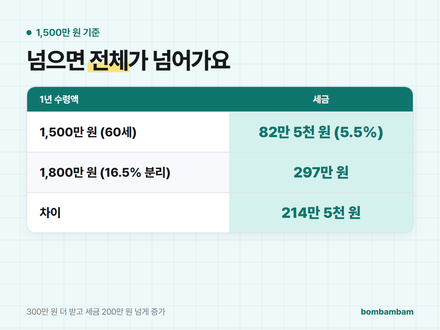 1,500만 원 기준
넘으면 전체가 넘어가요
1년 수령액 세금
1,500만 원 (60세) 82만 5천 원 (5.5%)
1,800만 원 (16.5% 분리) 297만 원
차이 214만 5천 원
300만 원 더 받고 세금 200만 원 넘게 증가
bombambam